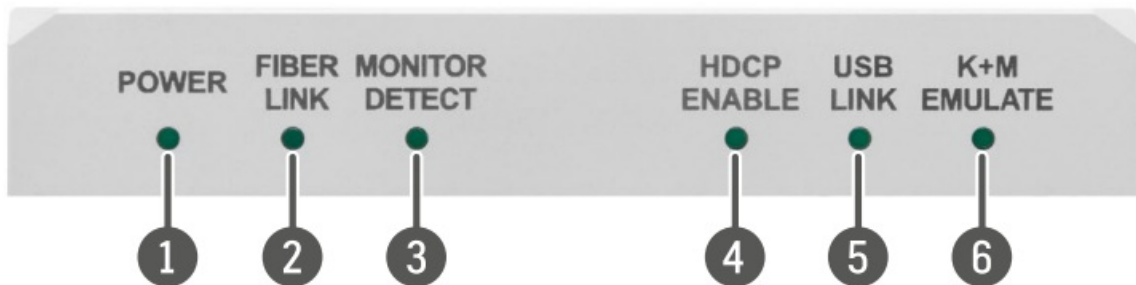 POWER
FIBER LINK
MONITOR DETECT
HDCP ENABLE
USB LINK
K+M EMULATE
1 2 3 4 5 6